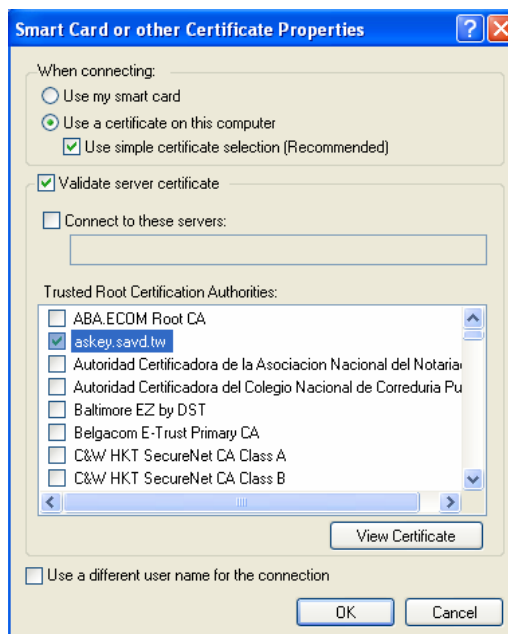 Smart Card or other Certificate Properties
When connecting:
Use my smart card
Use a certificate on this computer
Use simple certificate selection (Recommended)
Validate server certificate
Connect to these servers:
Trusted Root Certification Authorities:
ABA.ECOM Root CA
askey.savd.tw
Autoridad Certificadora de la Asociacion Nacional del Notaria
Autoridad Certificadora del Colegio Nacional de Correduria Pu
Baltimore EZ by DST
Belgacom E-Trust Primary CA
C&W HKT SecureNet CA Class A
C&W HKT SecureNet CA Class B
View Certificate
Use a different user name for the connection
OK Cancel